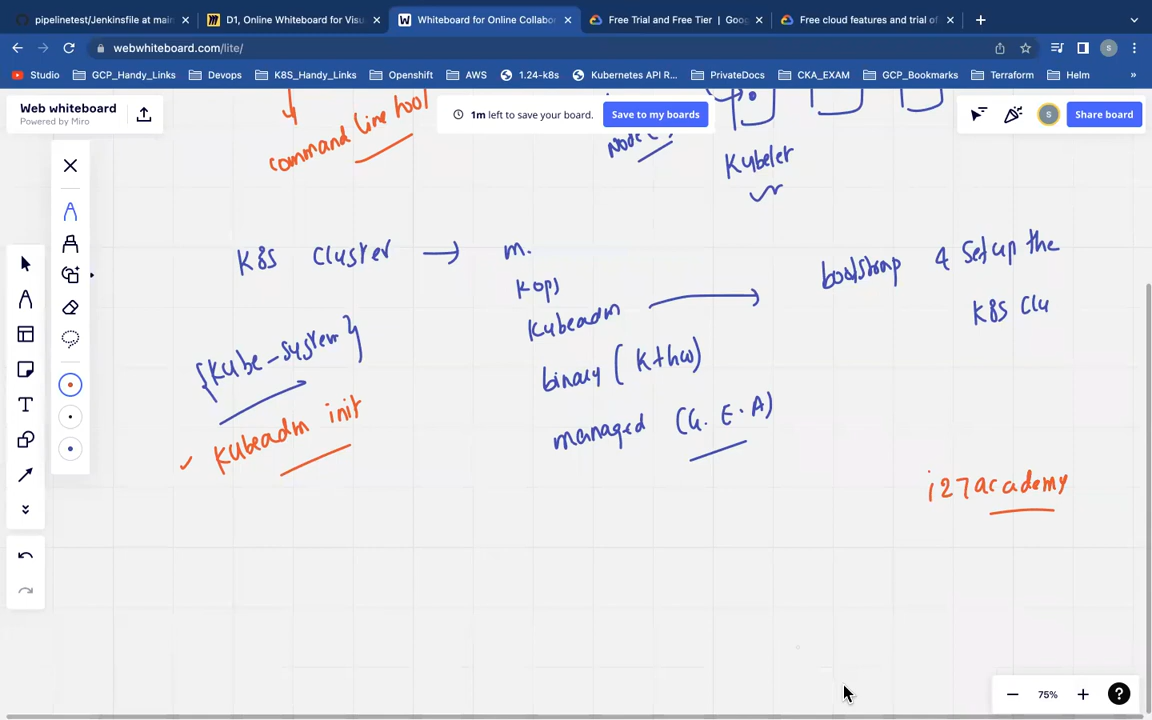 pipelinetest/Jenkinsfile at mai
D1, Online Whiteboard for Visu
Whiteboard for Online Collabo
Free Trial and Free Tier | Goo
Free cloud features and trial of
webwhiteboard.com/lite/
S
Studio
GCP_Handy_Links
Devops
K8S_Handy_Links
Openshift
AWS
1.24-k8s
Kubernetes API R...
PrivateDocs
CKA_EXAM
GCP_Bookmarks
Terraform
Helm
»
Web whiteboard
Powered by Miro
1m left to save your board.
Save to my boards
S
Share board
command line tool
Kubelet
K8S Cluster → m.
Kops
Kubeadm
binary (Kthw)
managed (G. E. A)
bootstrap & Set up the
K8S Clu
{Kube-system}
✓ Kubeadm init
i27academy
T
75%
?